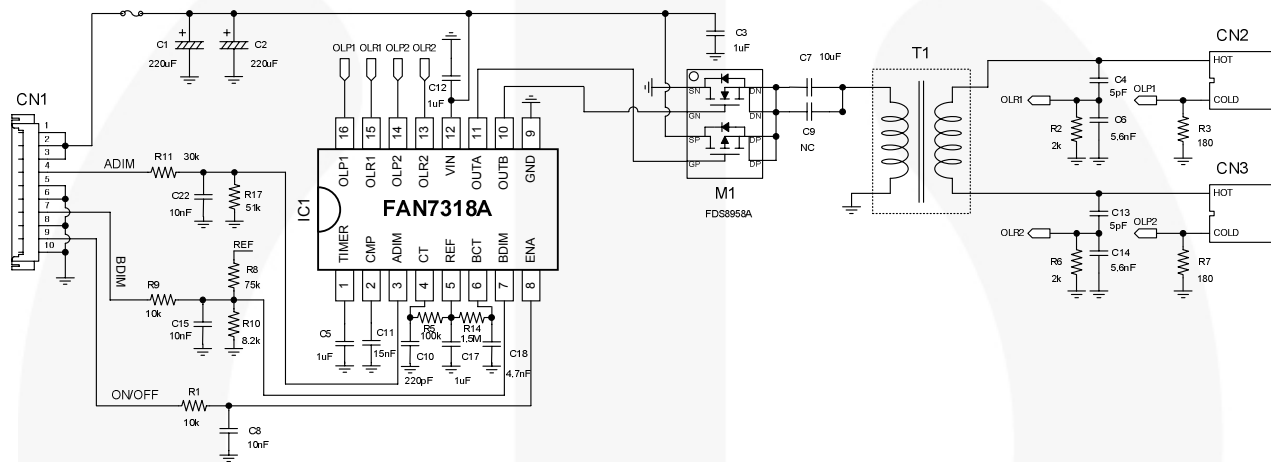 CN1
1
2
3
4
5
6
7
8
9
10
C1
220uF
C2
220uF
OLP1 OLR1 OLP2 OLR2
C12
1uF
C3
1uF
ADIM
R11 30k
C22
10nF
R17
51k
BDIM
REF
R8
75k
R9
10k
C15
10nF
R10
8.2k
ON/OFF
R1
10k
C8
10nF
16 15 14 13 12 11 10 9
OLP1 OLR1 OLP2 OLR2 VIN OUTA OUTB GND
IC1
FAN7318A
TIMER CMP ADIM CT REF BCT BDIM ENA
1 2 3 4 5 6 7 8
C5
1uF
C11
15nF
R5
100k
C10
220pF
R14
1.5M
C17
1uF
C18
4.7nF
SN
GN
SP
GP
DN
DN
DP
DP
M1
FDS8958A
C7 10uF
C9
NC
T1
CN2
HOT
COLD
C4
5pF
OLR1
OLP1
R2
2k
C6
5.6nF
R3
180
CN3
HOT
COLD
C13
5pF
OLR2
OLP2
R6
2k
C14
5.6nF
R7
180